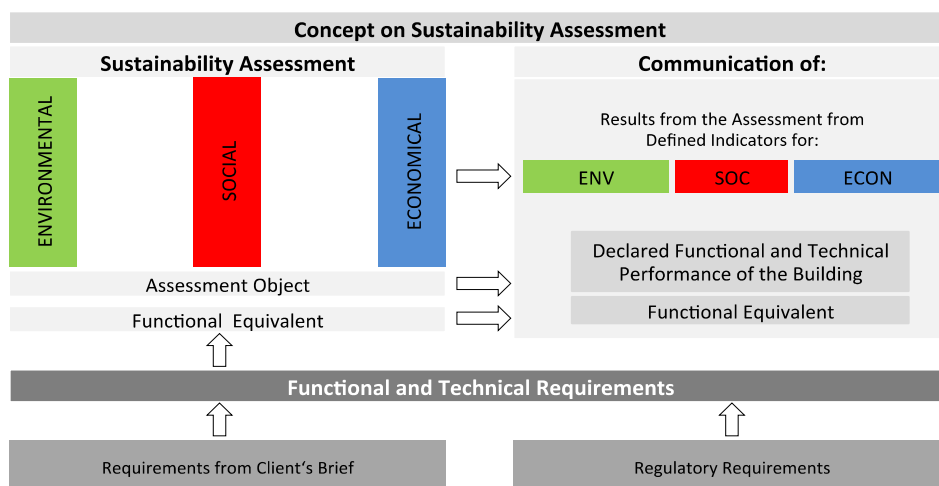 Concept on Sustainability Assessment
Sustainability Assessment
ENVIRONMENTAL
SOCIAL
ECONOMICAL
Assessment Object
Functional Equivalent
Communication of:
Results from the Assessment from
Defined Indicators for:
ENV
SOC
ECON
Declared Functional and Technical
Performance of the Building
Functional Equivalent
Functional and Technical Requirements
Requirements from Client‘s Brief
Regulatory Requirements